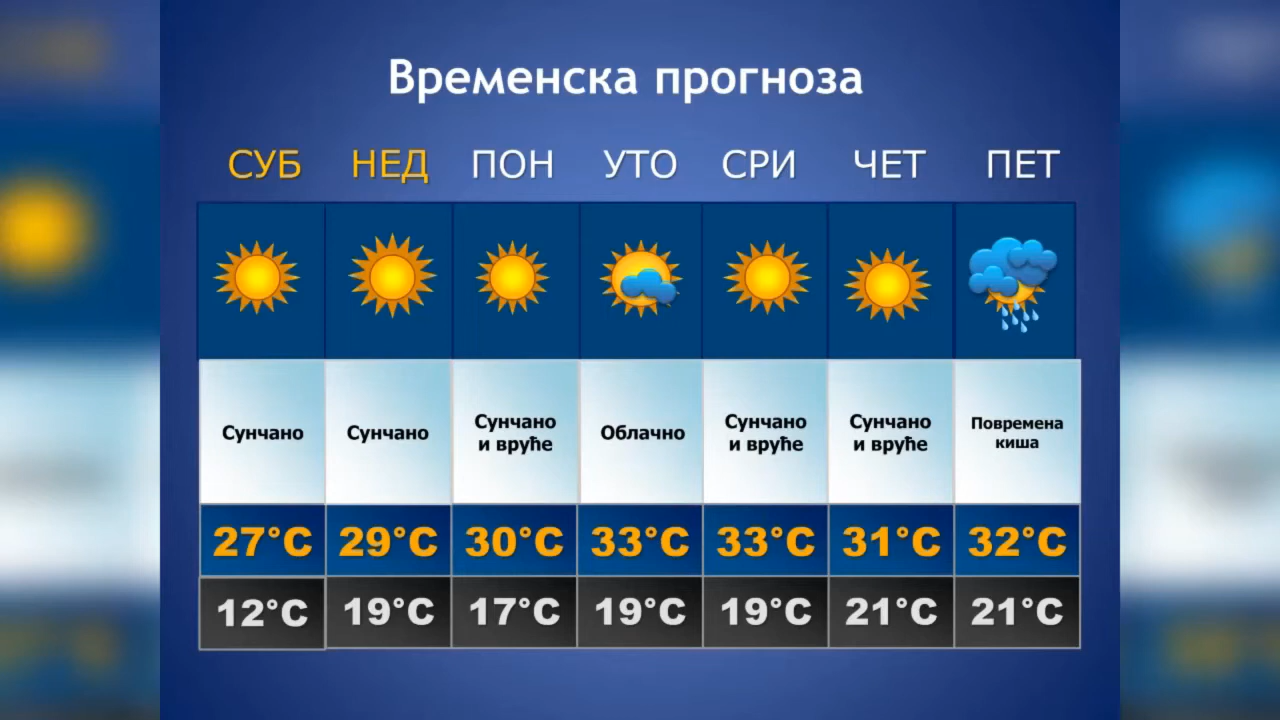 Временска прогноза
СУБ НЕД ПОН УТО СРИ ЧЕТ ПЕТ
Сунчано
Сунчано
Сунчано
и вруће
Облачно
Сунчано
и вруће
Сунчано
и вруће
Повремена
киша
27°C 29°C 30°C 33°C 33°C 31°C 32°C
12°C 19°C 17°C 19°C 19°C 21°C 21°C